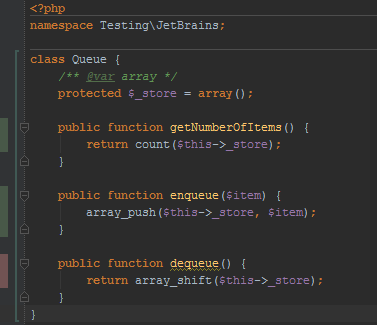 <?php
namespace Testing\JetBrains;
class Queue {
/** @var array */
protected $_store = array();
public function getNumberOfItems() {
return count($this->_store);
}
public function enqueue($item) {
array_push($this->_store, $item);
}
public function dequeue() {
return array_shift($this->_store);
}
}